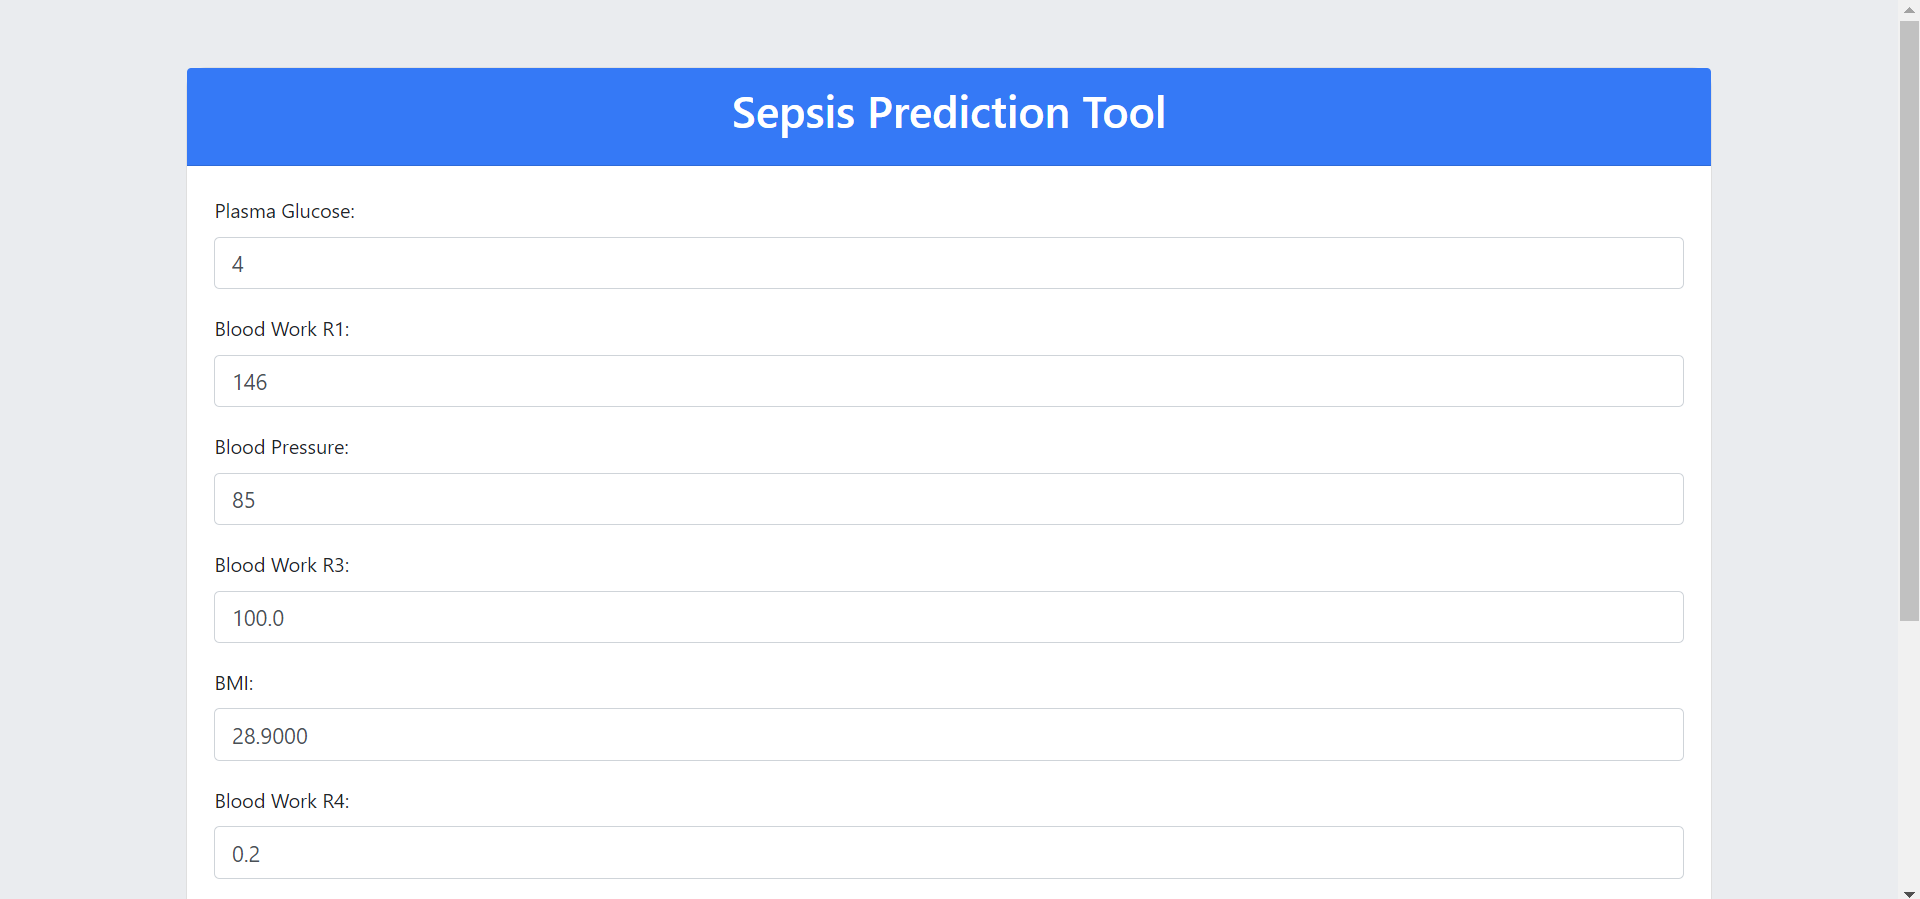 Sepsis Prediction Tool
Plasma Glucose:
4
Blood Work R1:
146
Blood Pressure:
85
Blood Work R3:
100.0
BMI:
28.9000
Blood Work R4:
0.2